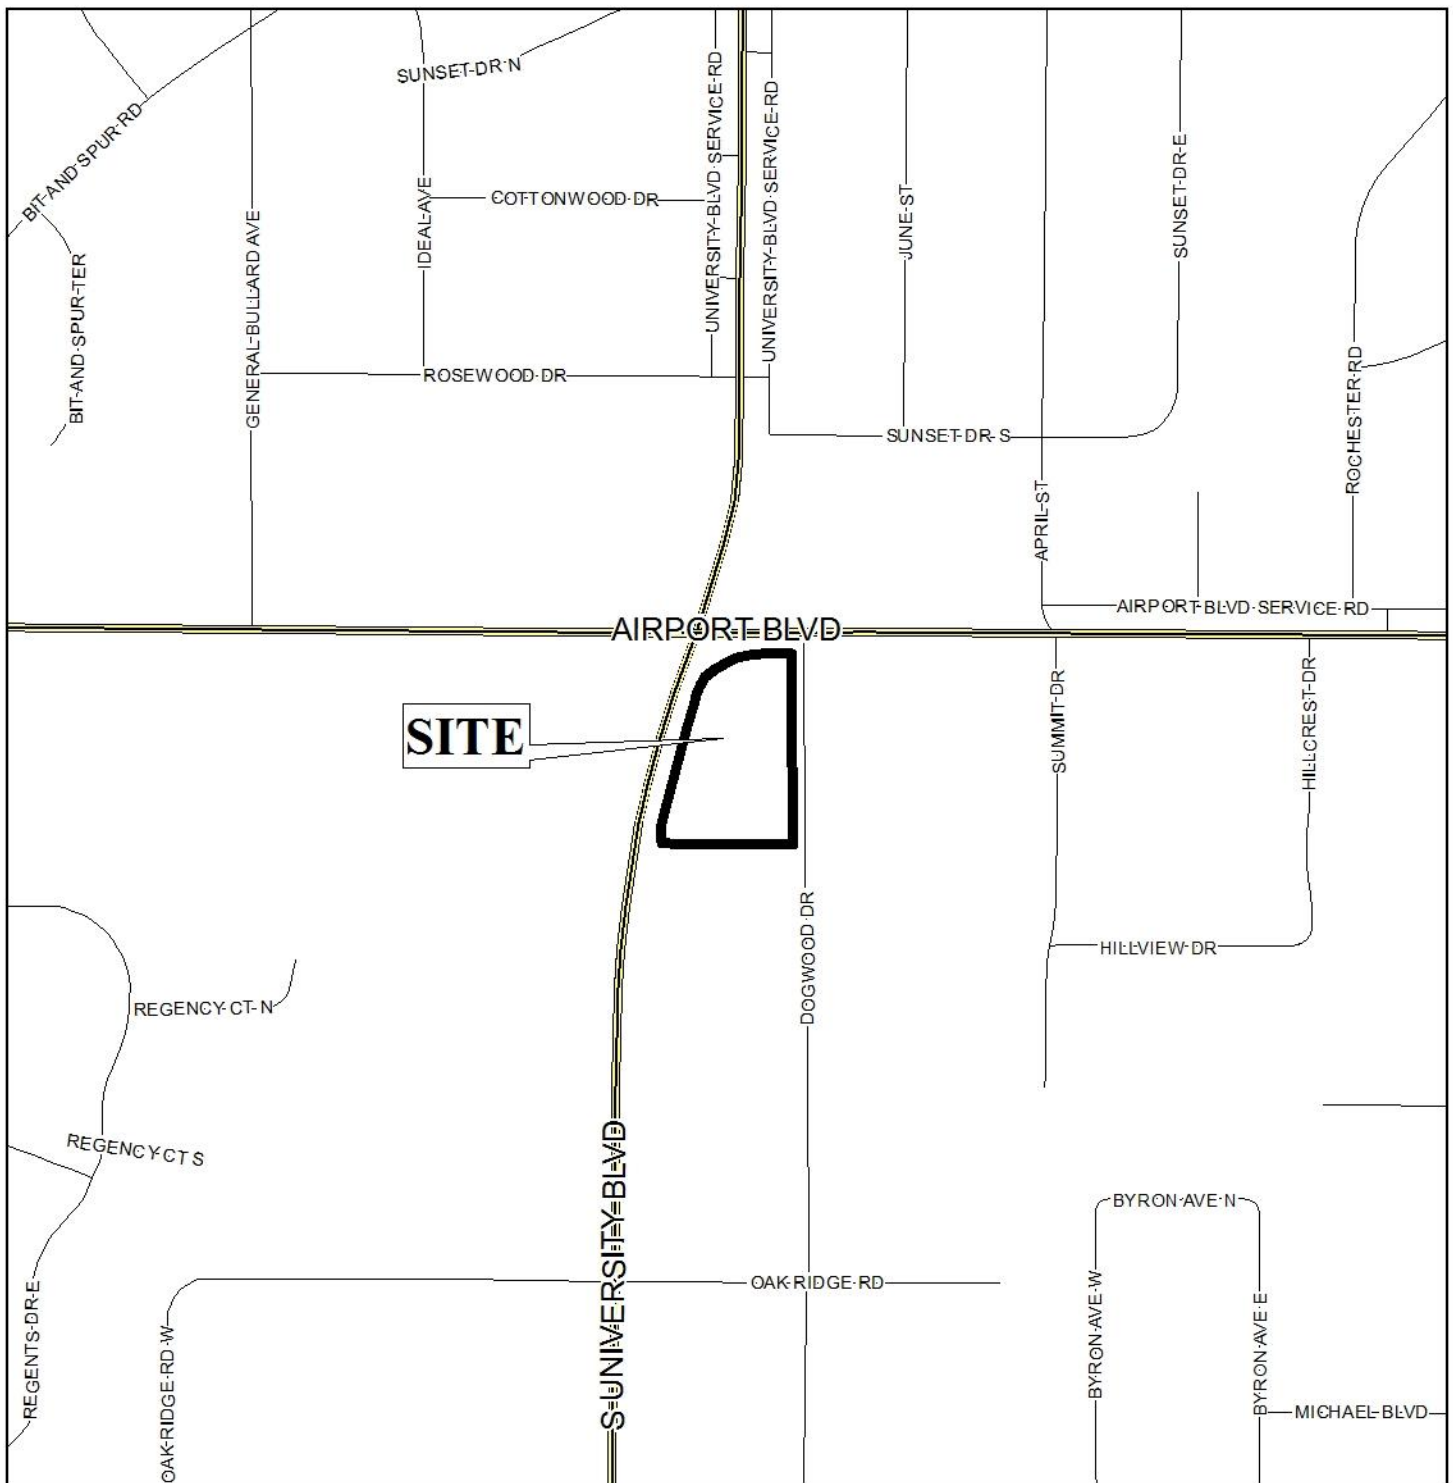 SUNSET DR N
BIT AND SPUR RD
UNIVERSITY BLVD SERVICE RD
UNIVERSITY BLVD SERVICE RD
SUNSET DR E
JUNE ST
IDEAL AVE
COTTONWOOD DR
GENERAL BULLARD AVE
BIT AND SPUR TER
ROSEWOOD DR
ROCHESTER RD
SUNSET DR S
APRIL ST
AIRPORT BLVD SERVICE RD
AIRPORT BLVD
SUMMIT DR
HILLCREST DR
SITE
DOGWOOD DR
HILLVIEW DR
REGENCY CT N
REGENCY CT S
S UNIVERSITY BLVD
BYRON AVE N
OAK RIDGE RD
REGENTS DR E
OAK RIDGE RD W
BYRON AVE W
BYRON AVE E
MICHAEL BLVD